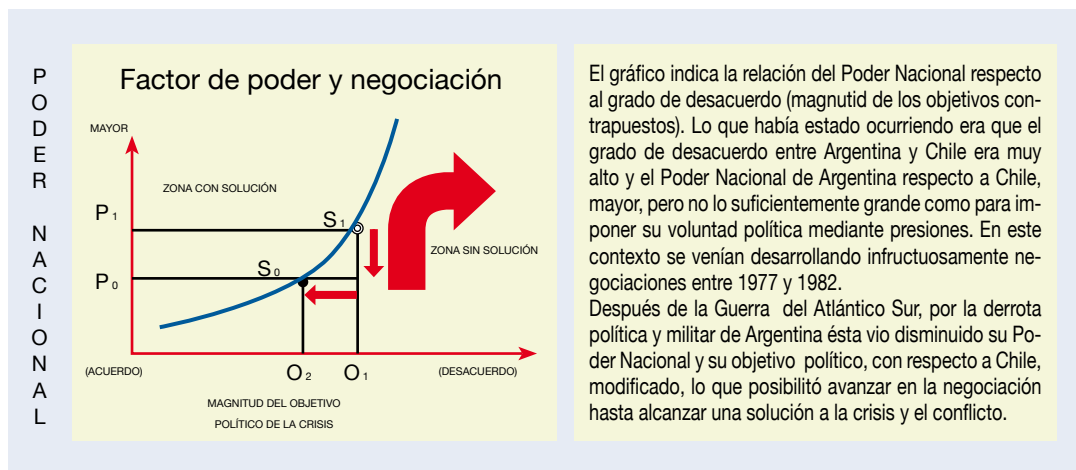 PODER NACIONAL
Factor de poder y negociación
MAYOR
ZONA CON SOLUCIÓN
P1
S1
ZONA SIN SOLUCIÓN
S0
P0
(ACUERDO)
O2
O1
(DESACUERDO)
MAGNITUD DEL OBJETIVO
POLÍTICO DE LA CRISIS
El gráfico indica la relación del Poder Nacional respecto
al grado de desacuerdo (magnutid de los objetivos con-
trapuestos). Lo que había estado ocurriendo era que el
grado de desacuerdo entre Argentina y Chile era muy
alto y el Poder Nacional de Argentina respecto a Chile,
mayor, pero no lo suficientemente grande como para im-
poner su voluntad política mediante presiones. En este
contexto se venían desarrollando infructuosamente ne-
gociaciones entre 1977 y 1982.
Después de la Guerra del Atlántico Sur, por la derrota
política y militar de Argentina ésta vio disminuido su Po-
der Nacional y su objetivo político, con respecto a Chile,
modificado, lo que posibilitó avanzar en la negociación
hasta alcanzar una solución a la crisis y el conflicto.